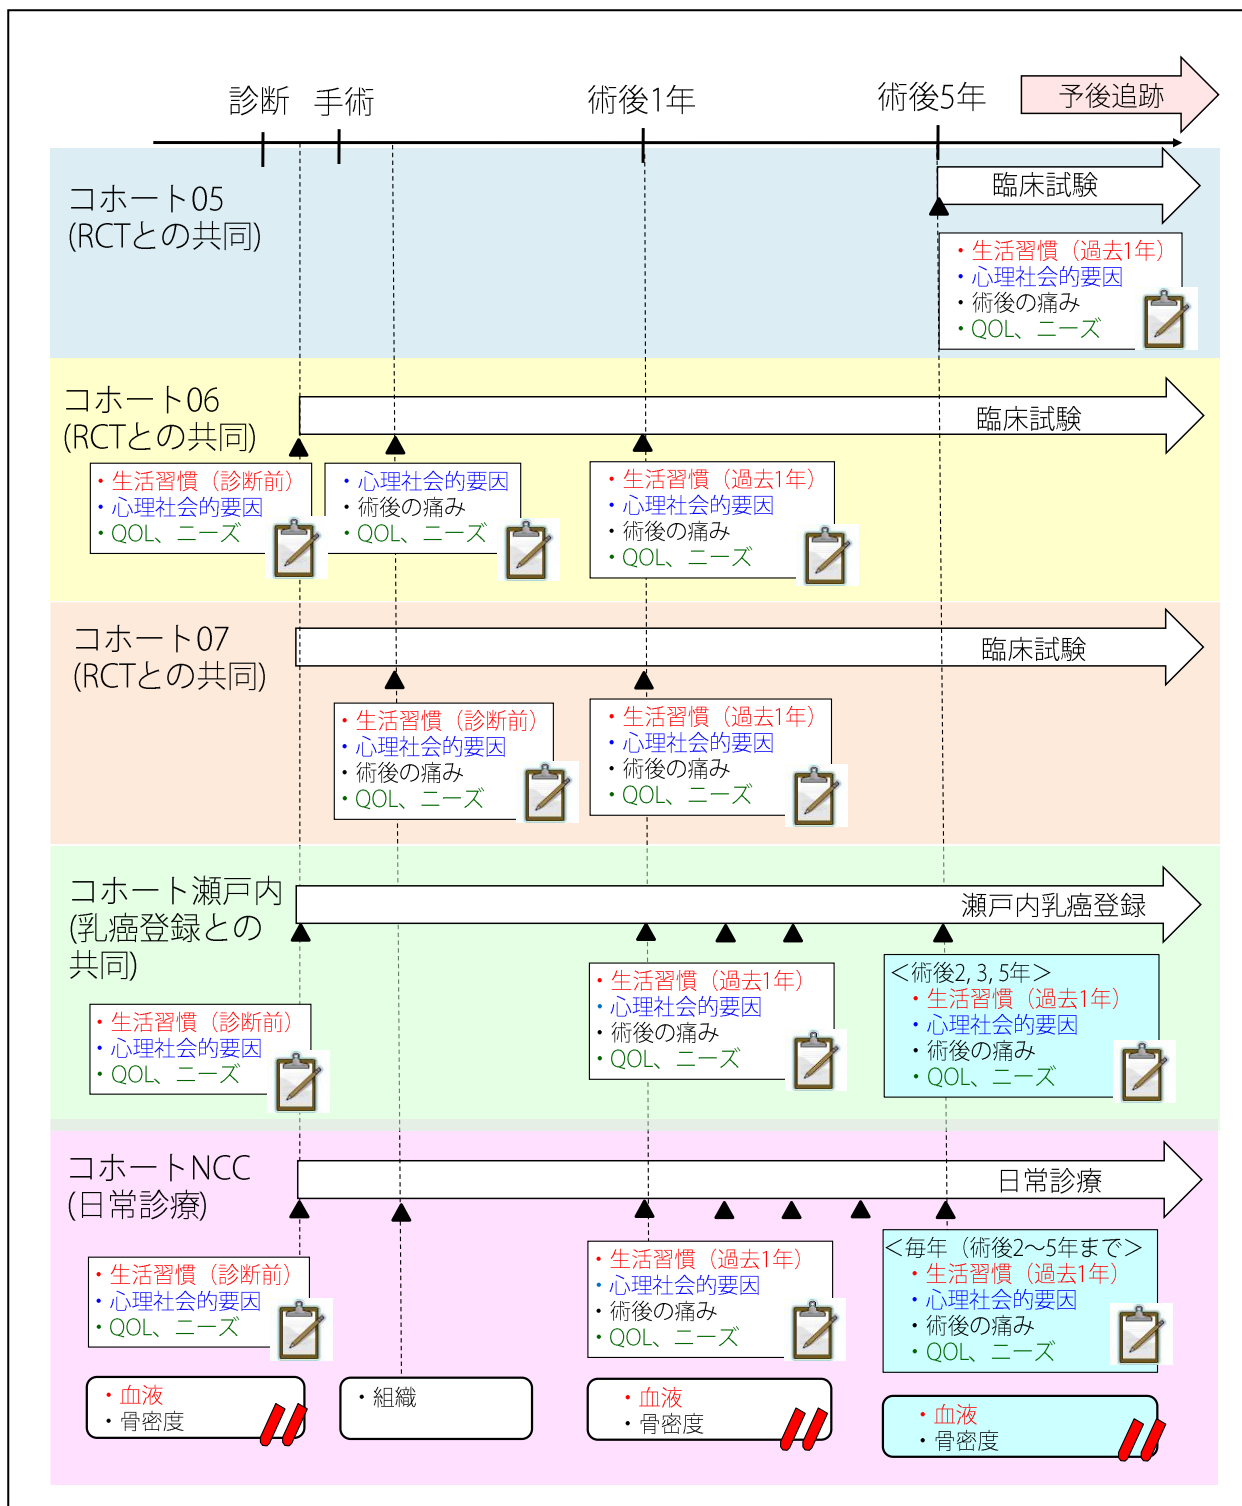 診断
手術
術後1年
術後5年
予後追跡
コホート05
(RCTとの共同)
臨床試験
・生活習慣（過去1年）
・心理社会的要因
・術後の痛み
・QOL、ニーズ
コホート06
(RCTとの共同)
臨床試験
・生活習慣（診断前）
・心理社会的要因
・QOL、ニーズ
・心理社会的要因
・術後の痛み
・QOL、ニーズ
・生活習慣（過去1年）
・心理社会的要因
・術後の痛み
・QOL、ニーズ
コホート07
(RCTとの共同)
臨床試験
・生活習慣（診断前）
・心理社会的要因
・術後の痛み
・QOL、ニーズ
・生活習慣（過去1年）
・心理社会的要因
・術後の痛み
・QOL、ニーズ
コホート瀬戸内
(乳癌登録との
共同)
瀬戸内乳癌登録
・生活習慣（診断前）
・心理社会的要因
・QOL、ニーズ
・生活習慣（過去1年）
・心理社会的要因
・術後の痛み
・QOL、ニーズ
＜術後2, 3, 5年＞
・生活習慣（過去1年）
・心理社会的要因
・術後の痛み
・QOL、ニーズ
コホートNCC
(日常診療)
日常診療
・生活習慣（診断前）
・心理社会的要因
・QOL、ニーズ
・生活習慣（過去1年）
・心理社会的要因
・術後の痛み
・QOL、ニーズ
＜毎年（術後2～5年まで＞
・生活習慣（過去1年）
・心理社会的要因
・術後の痛み
・QOL、ニーズ
・血液
・骨密度
・組織
・血液
・骨密度
・血液
・骨密度